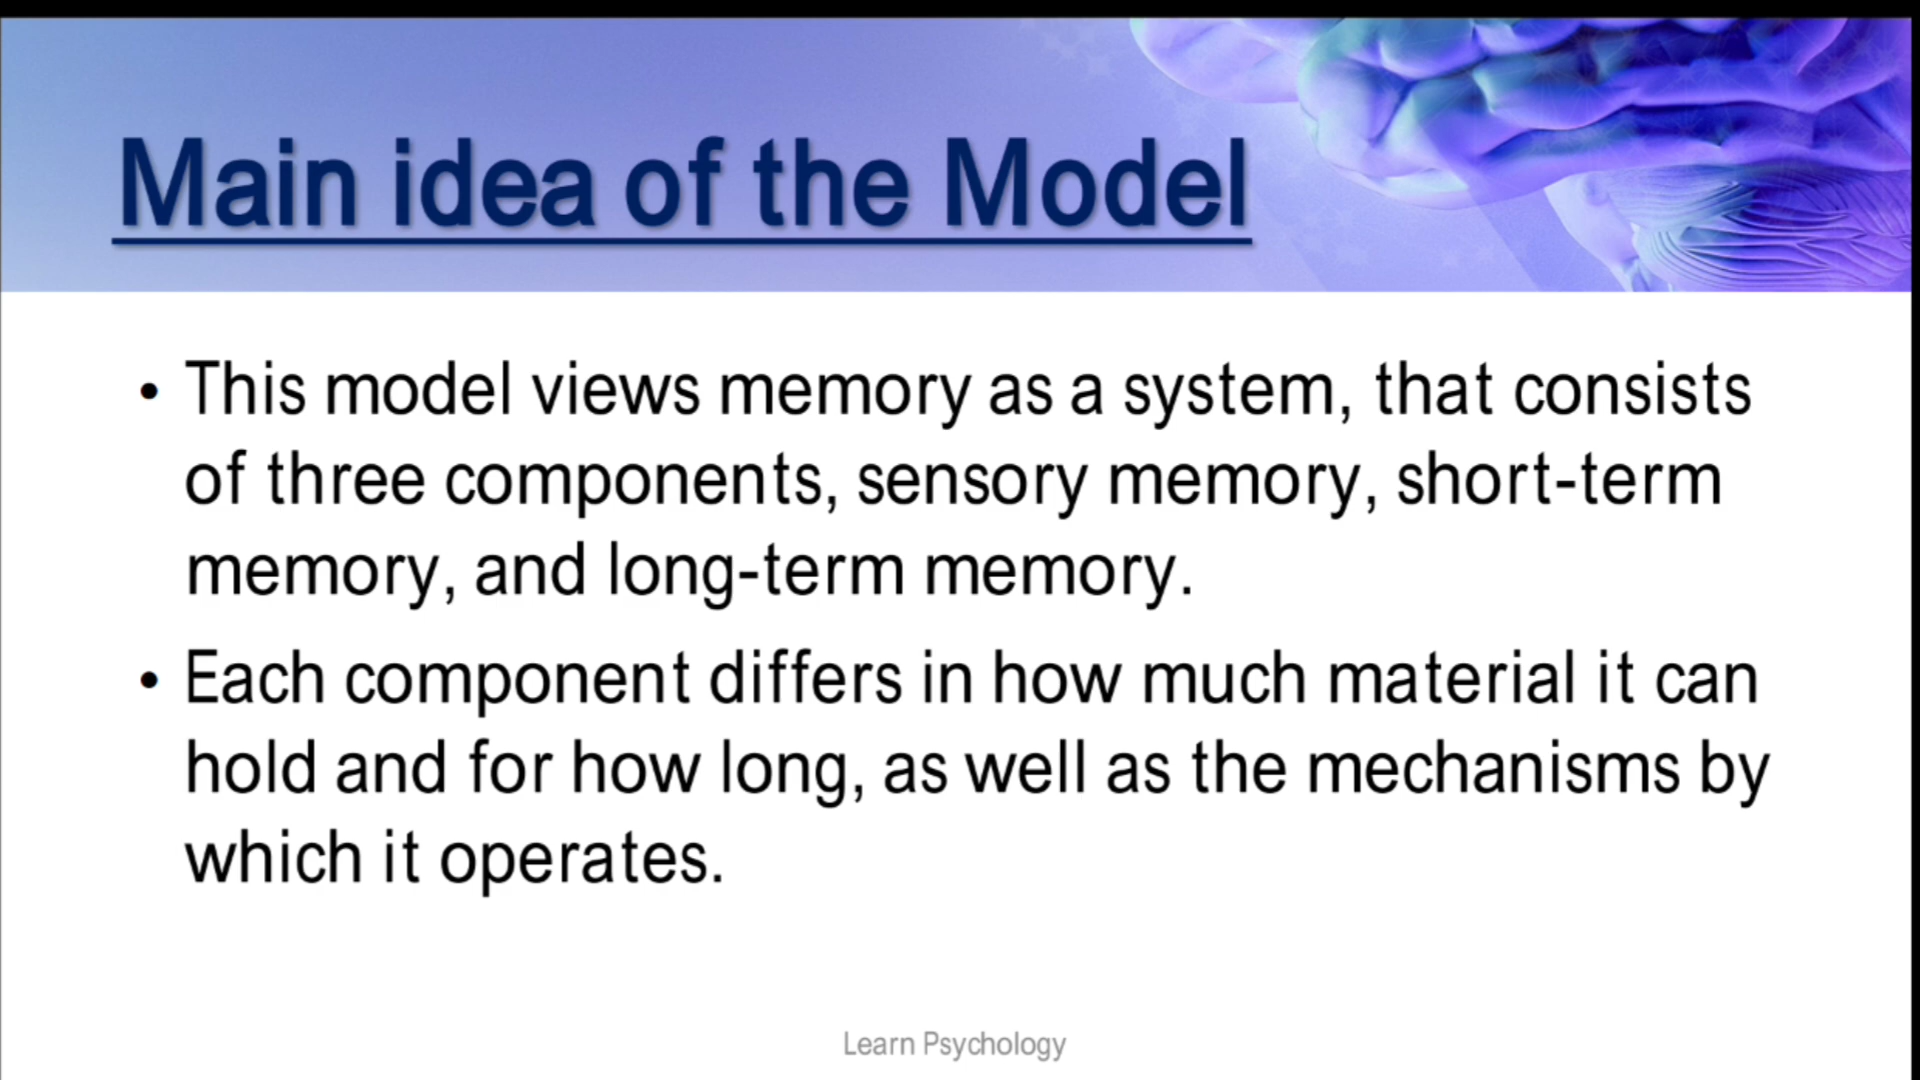 Main idea of the Model
• This model views memory as a system, that consists
of three components, sensory memory, short-term
memory, and long-term memory.
• Each component differs in how much material it can
hold and for how long, as well as the mechanisms by
which it operates.
Learn Psychology